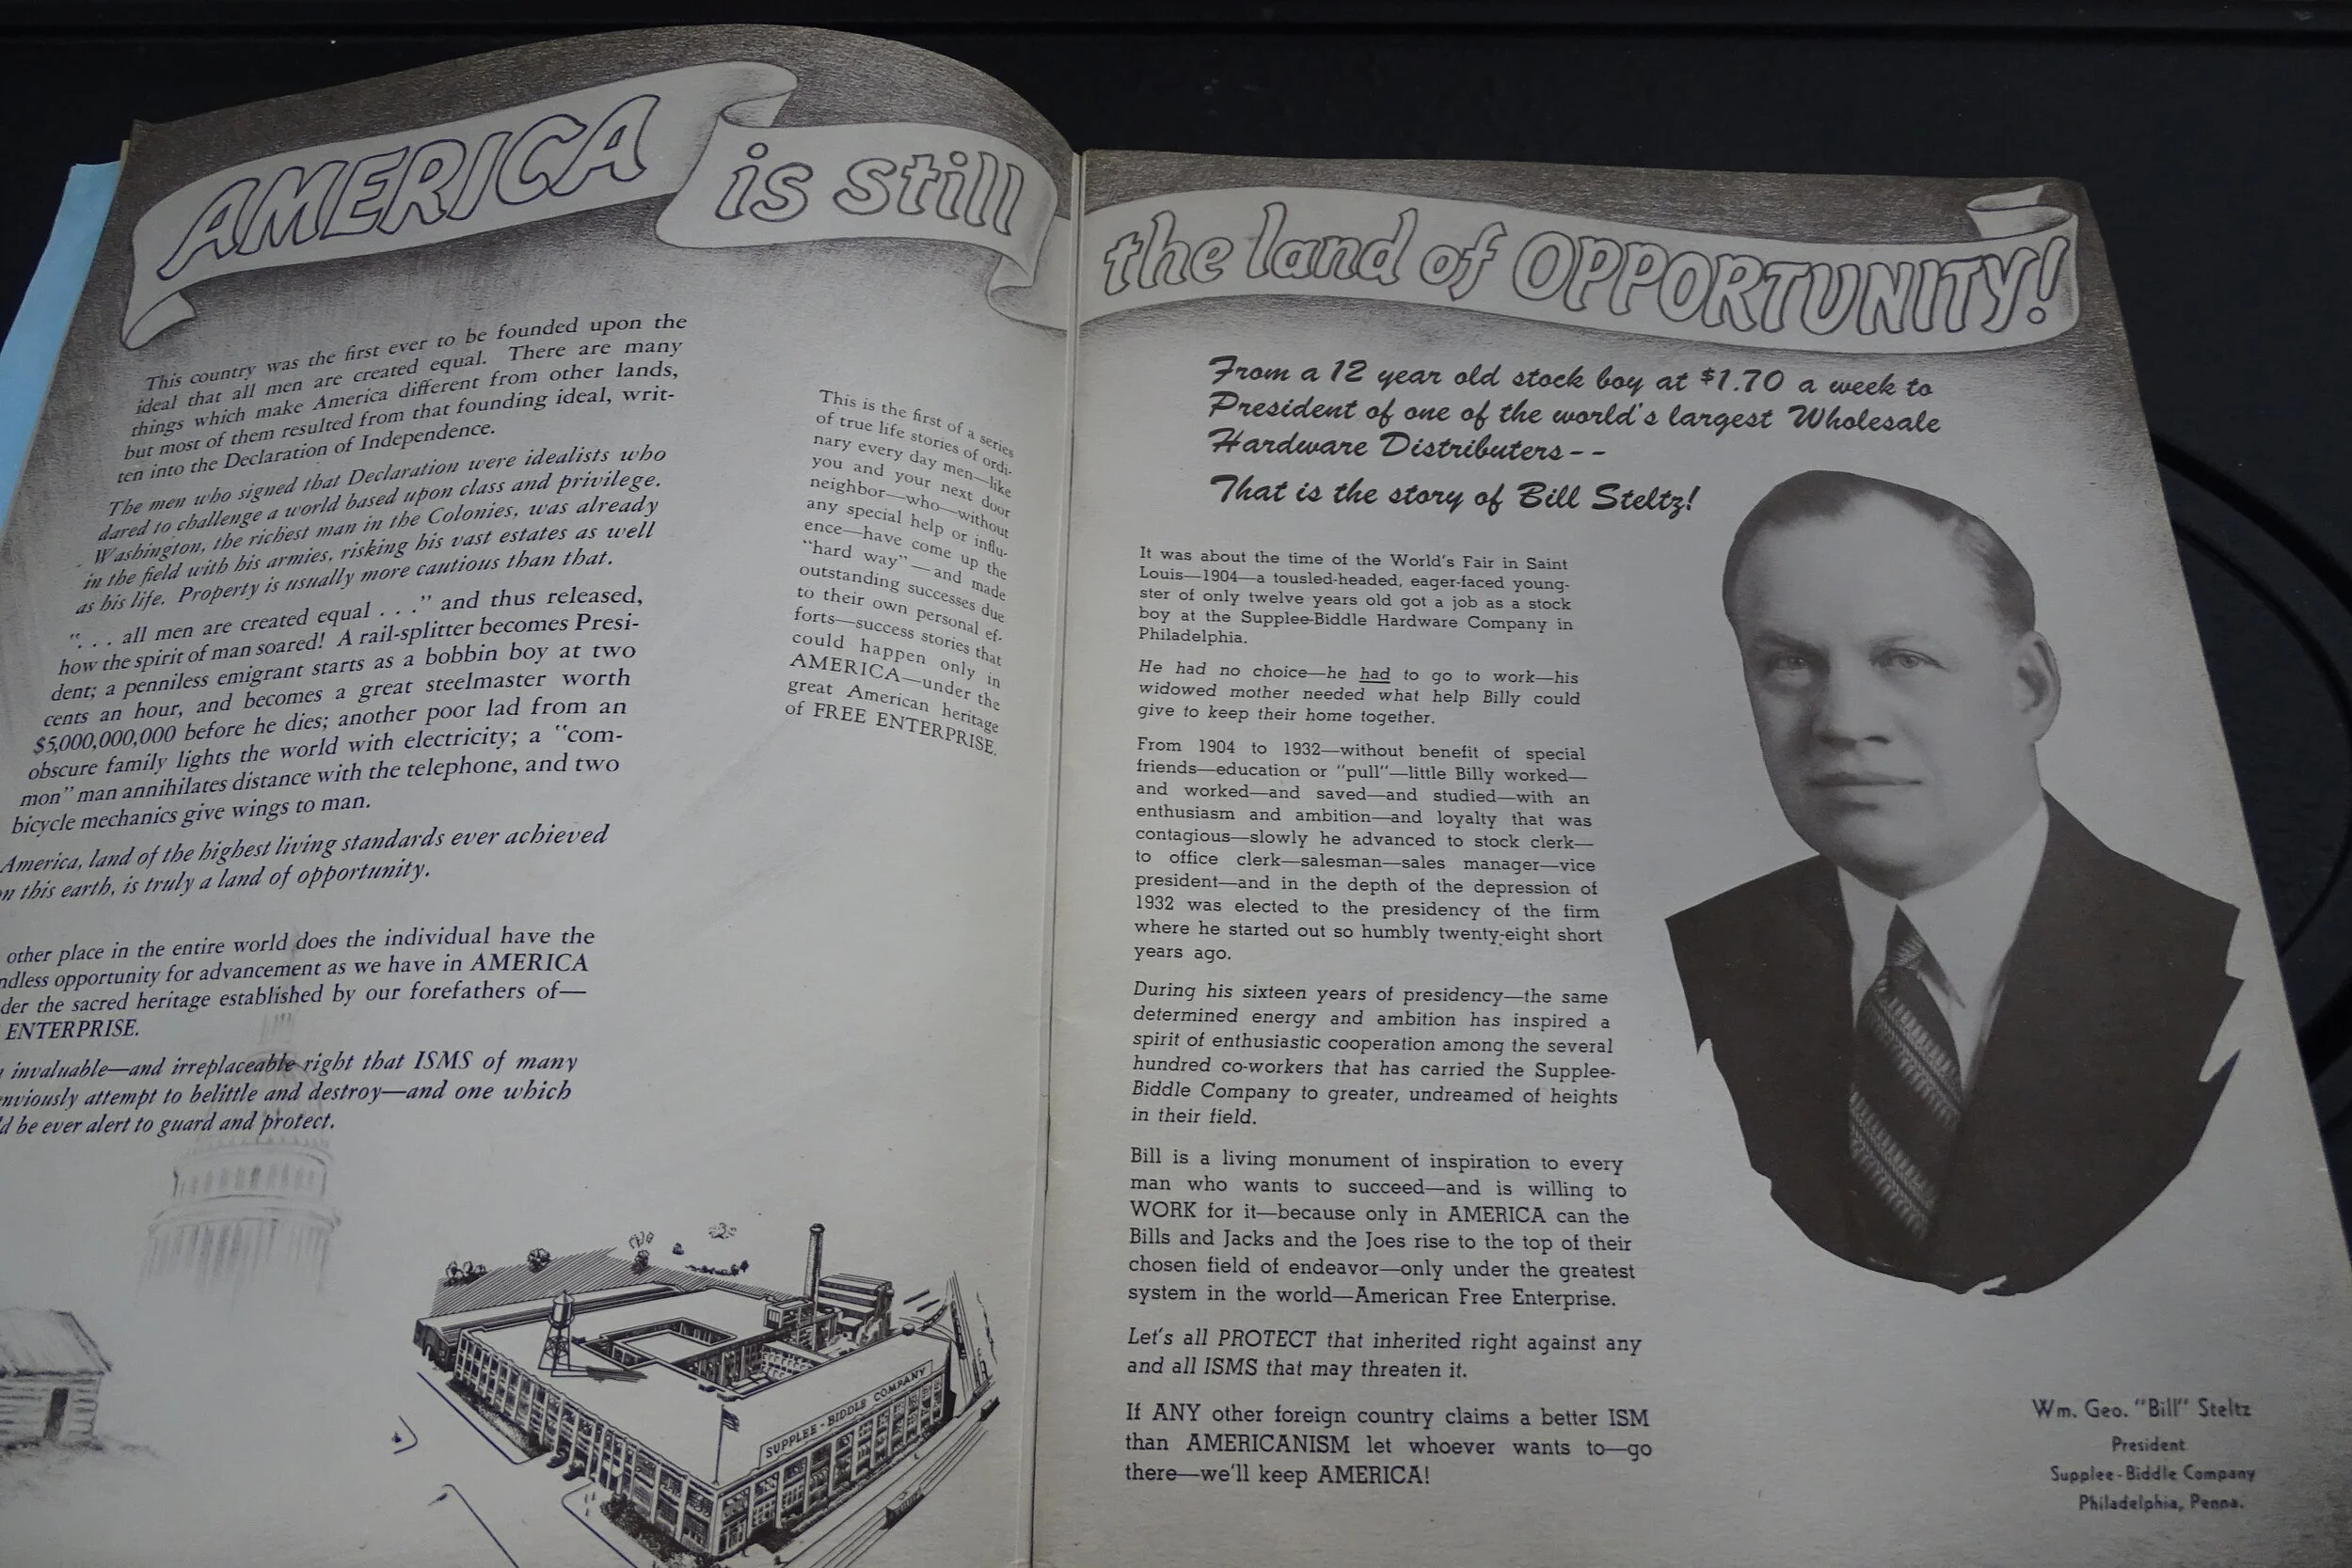 AMERICA is still
the land of OPPORTUNITY!
This country was the first ever to be founded upon the
ideal that all men are created equal. There are many
things which make America different from other lands,
but most of them resulted from that founding ideal, writ-
ten into the Declaration of Independence.
The men who signed that Declaration were idealists who
dared to challenge a world based upon class and privilege.
Washington, the richest man in the Colonies, was already
in the field with his armies, risking his vast estates as well
as his life. Property is usually more cautious than that.
". . . all men are created equal . . ." and thus released,
how the spirit of man soared! A rail-splitter becomes Presi-
dent; a penniless emigrant starts as a bobbin boy at two
cents an hour, and becomes a great steelmaster worth
$5,000,000,000 before he dies; another poor lad from an
obscure family lights the world with electricity; a "com-
mon" man annihilates distance with the telephone, and two
bicycle mechanics give wings to man.
America, land of the highest living standards ever achieved
on this earth, is truly a land of opportunity.
other place in the entire world does the individual have the
ndless opportunity for advancement as we have in AMERICA
der the sacred heritage established by our forefathers of—
ENTERPRISE.
invaluable—and irreplaceable right that ISMS of many
nviously attempt to belittle and destroy—and one which
d be ever alert to guard and protect.
This is the first of a series
of true life stories of ordi-
nary every day men—like
you and your next door
neighbor—who—without
any special help or influ-
ence—have come up the
"hard way"—and made
outstanding successes due
to their own personal ef-
forts—success stories that
could happen only in
AMERICA—under the
great American heritage
of FREE ENTERPRISE.
SUPPLEE-BIDDLE COMPANY
From a 12 year old stock boy at $1.70 a week to
President of one of the world's largest Wholesale
Hardware Distributers--
That is the story of Bill Steltz!
It was about the time of the World's Fair in Saint
Louis—1904—a tousled-headed, eager-faced young-
ster of only twelve years old got a job as a stock
boy at the Supplee-Biddle Hardware Company in
Philadelphia.
He had no choice—he had to go to work—his
widowed mother needed what help Billy could
give to keep their home together.
From 1904 to 1932—without benefit of special
friends—education or "pull"—little Billy worked—
and worked—and saved—and studied—with an
enthusiasm and ambition—and loyalty that was
contagious—slowly he advanced to stock clerk—
to office clerk—salesman—sales manager—vice
president—and in the depth of the depression of
1932 was elected to the presidency of the firm
where he started out so humbly twenty-eight short
years ago.
During his sixteen years of presidency—the same
determined energy and ambition has inspired a
spirit of enthusiastic cooperation among the several
hundred co-workers that has carried the Supplee-
Biddle Company to greater, undreamed of heights
in their field.
Bill is a living monument of inspiration to every
man who wants to succeed—and is willing to
WORK for it—because only in AMERICA can the
Bills and Jacks and the Joes rise to the top of their
chosen field of endeavor—only under the greatest
system in the world—American Free Enterprise.
Let's all PROTECT that inherited right against any
and all ISMS that may threaten it.
If ANY other foreign country claims a better ISM
than AMERICANISM let whoever wants to—go
there—we'll keep AMERICA!
Wm. Geo. "Bill" Steltz
President
Supplee-Biddle Company
Philadelphia, Penna.